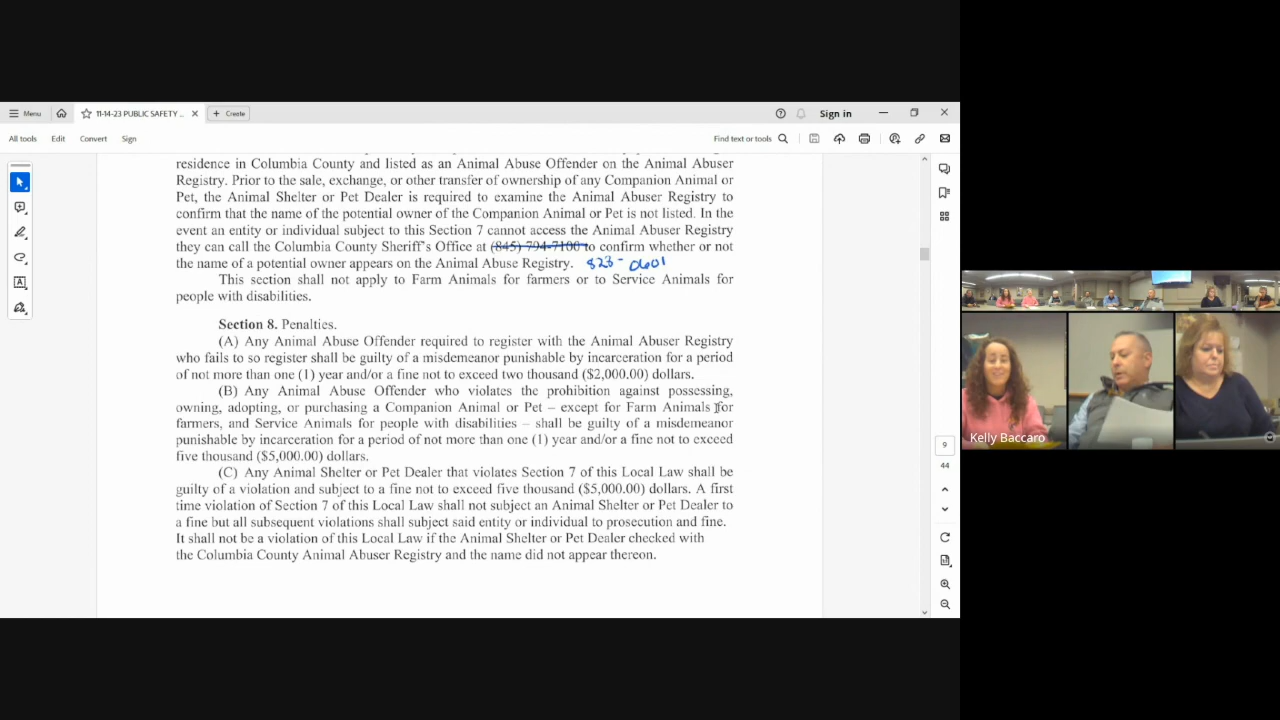 Menu
11-14-23 PUBLIC SAFETY ...
Create
Sign in
All tools
Edit
Convert
Sign
Find text or tools
residence in Columbia County and listed as an Animal Abuse Offender on the Animal Abuser
Registry. Prior to the sale, exchange, or other transfer of ownership of any Companion Animal or
Pet, the Animal Shelter or Pet Dealer is required to examine the Animal Abuser Registry to
confirm that the name of the potential owner of the Companion Animal or Pet is not listed. In the
event an entity or individual subject to this Section 7 cannot access the Animal Abuser Registry
they can call the Columbia County Sheriff's Office at (845) 794-7100 to confirm whether or not
the name of a potential owner appears on the Animal Abuse Registry. 823-0601
This section shall not apply to Farm Animals for farmers or to Service Animals for
people with disabilities.
Section 8. Penalties.
(A) Any Animal Abuse Offender required to register with the Animal Abuser Registry
who fails to so register shall be guilty of a misdemeanor punishable by incarceration for a period
of not more than one (1) year and/or a fine not to exceed two thousand ($2,000.00) dollars.
(B) Any Animal Abuse Offender who violates the prohibition against possessing,
owning, adopting, or purchasing a Companion Animal or Pet – except for Farm Animals for
farmers, and Service Animals for people with disabilities – shall be guilty of a misdemeanor
punishable by incarceration for a period of not more than one (1) year and/or a fine not to exceed
five thousand ($5,000.00) dollars.
(C) Any Animal Shelter or Pet Dealer that violates Section 7 of this Local Law shall be
guilty of a violation and subject to a fine not to exceed five thousand ($5,000.00) dollars. A first
time violation of Section 7 of this Local Law shall not subject an Animal Shelter or Pet Dealer to
a fine but all subsequent violations shall subject said entity or individual to prosecution and fine.
It shall not be a violation of this Local Law if the Animal Shelter or Pet Dealer checked with
the Columbia County Animal Abuser Registry and the name did not appear thereon.
9
44
Kelly Baccaro